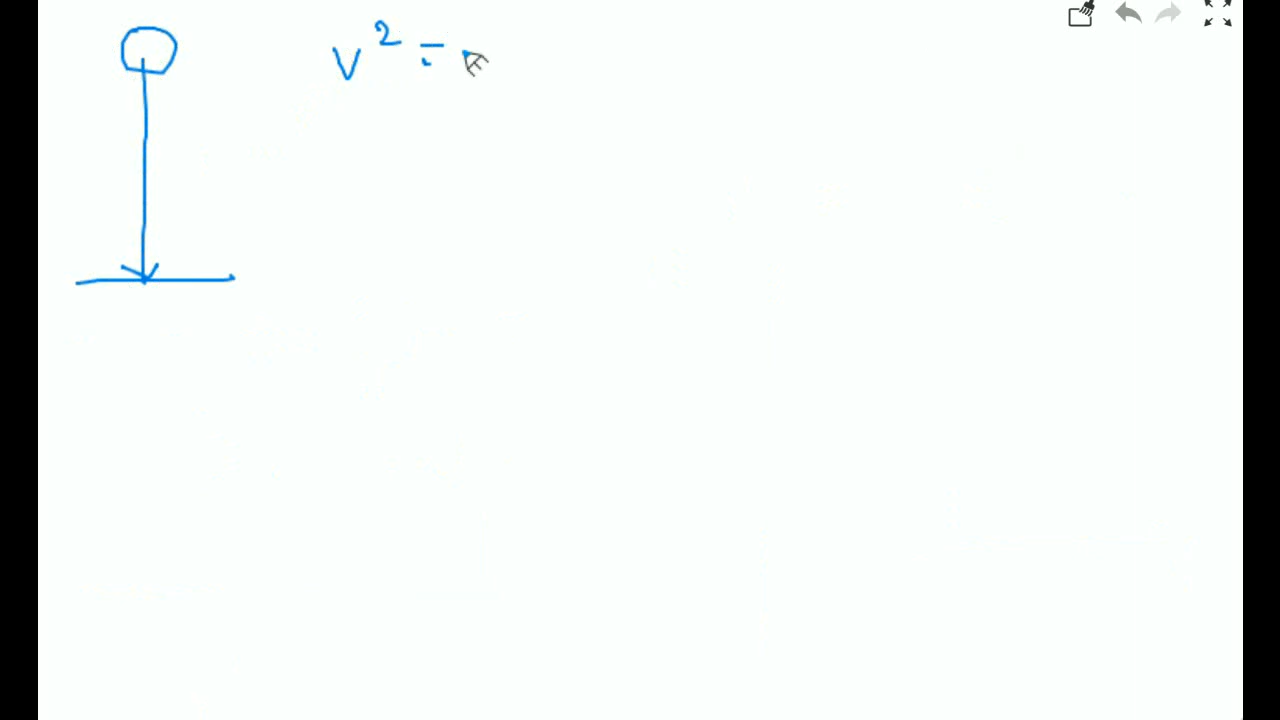 v² =